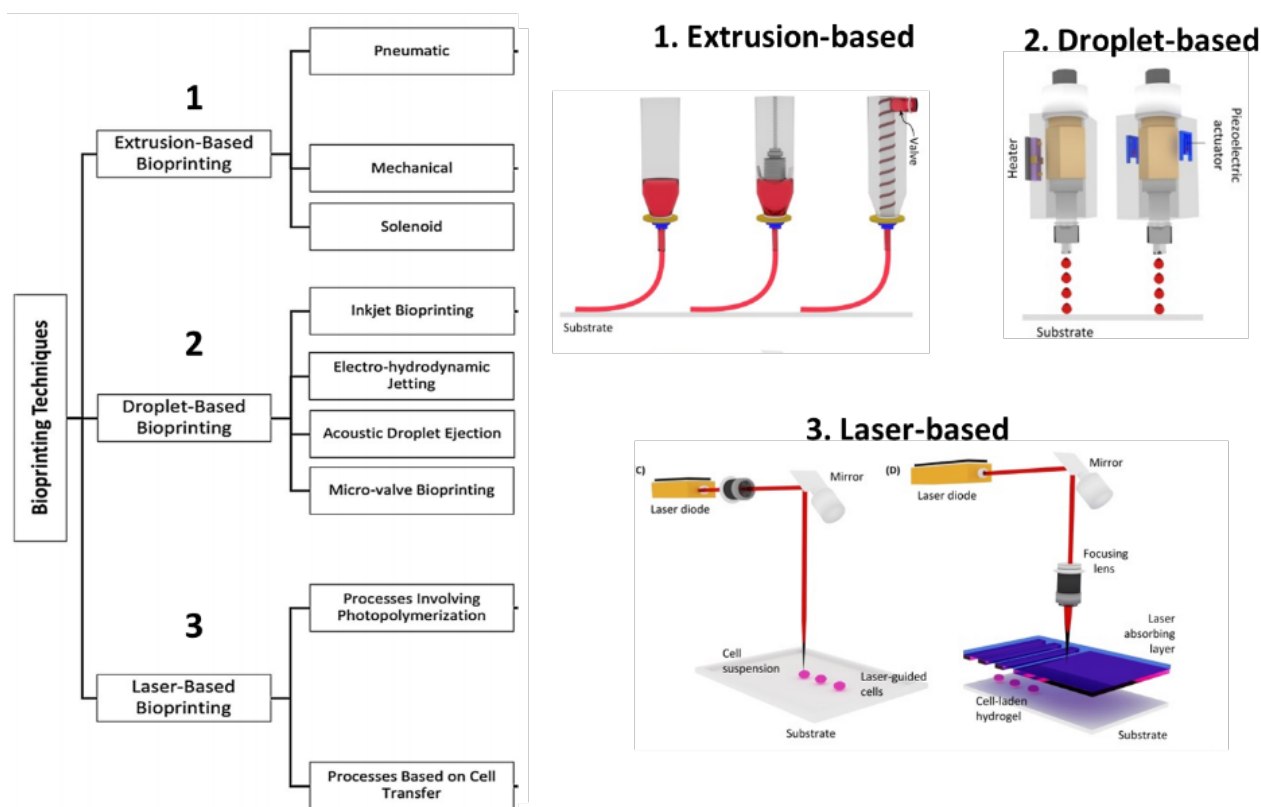 Bioprinting Techniques
1
Extrusion-Based
Bioprinting
Pneumatic
Mechanical
Solenoid
2
Droplet-Based
Bioprinting
Inkjet Bioprinting
Electro-hydrodynamic
Jetting
Acoustic Droplet Ejection
Micro-valve Bioprinting
3
Laser-Based
Bioprinting
Processes Involving
Photopolymerization
Processes Based on Cell
Transfer
1. Extrusion-based
Valve
Substrate
2. Droplet-based
Heater
Piezoelectric
actuator
Substrate
3. Laser-based
C)
Laser diode
Mirror
Cell
suspension
Laser-guided
cells
Substrate
(D)
Laser diode
Mirror
Focusing
lens
Laser
absorbing
layer
Cell-laden
hydrogel
Substrate